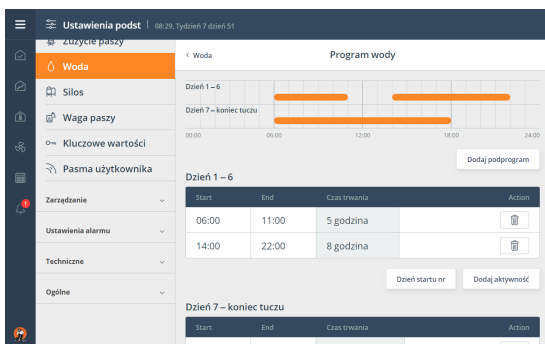 Ustawienia podst | 08:29, Tydzień 7 dzień 51
Zużycie paszy
Woda
Silos
Waga paszy
Kluczowe wartości
Pasma użytkownika
Zarządzanie
Ustawienia alarmu
Techniczne
Ogólne
1
‹ Woda
Program wody
Dzień 1 – 6
Dzień 7 – koniec tuczu
00:00 06:00 12:00 18:00 24:00
Dodaj podprogram
Dzień 1 – 6
Start End Czas trwania Action
06:00 11:00 5 godzina
14:00 22:00 8 godzina
Dzień startu nr Dodaj aktywność
Dzień 7 – koniec tuczu
Start End Czas trwania Action